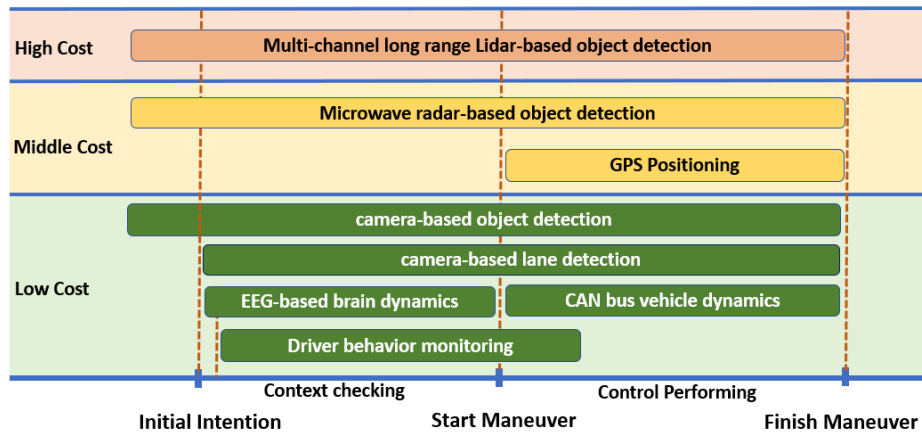 High Cost
Multi-channel long range Lidar-based object detection
Microwave radar-based object detection
Middle Cost
GPS Positioning
camera-based object detection
camera-based lane detection
Low Cost
EEG-based brain dynamics
CAN bus vehicle dynamics
Driver behavior monitoring
Context checking
Control Performing
Initial Intention
Start Maneuver
Finish Maneuver